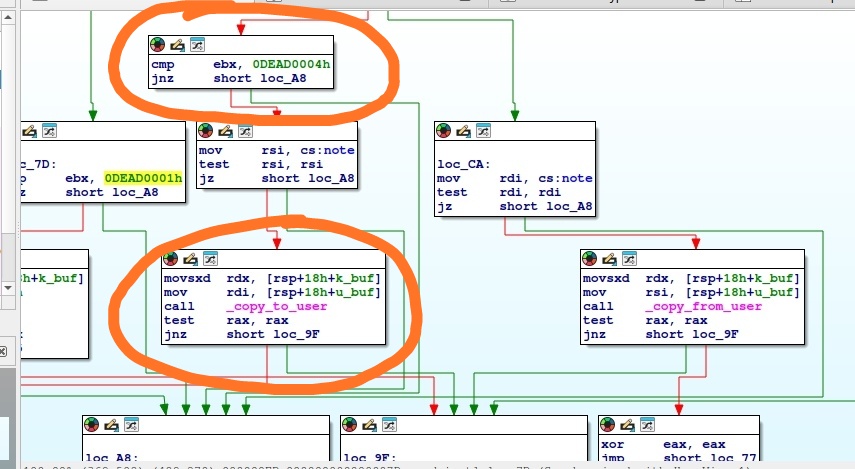 cmp ebx, 0DEAD0004h
jnz short loc_A8
mov rsi, cs:note
test rsi, rsi
jz short loc_A8
loc_CA:
mov rdi, cs:note
test rdi, rdi
jz short loc_A8
c_7D:
p ebx, 0DEAD0001h
z short loc_A8
8h+k_buf]
movsxd rdx, [rsp+18h+k_buf]
mov rdi, [rsp+18h+u_buf]
call _copy_to_user
test rax, rax
jnz short loc_9F
movsxd rdx, [rsp+18h+k_buf]
mov rsi, [rsp+18h+u_buf]
call _copy_from_user
test rax, rax
jnz short loc_9F
loc_A8:
loc_9F:
xor eax, eax
jmp short loc_77